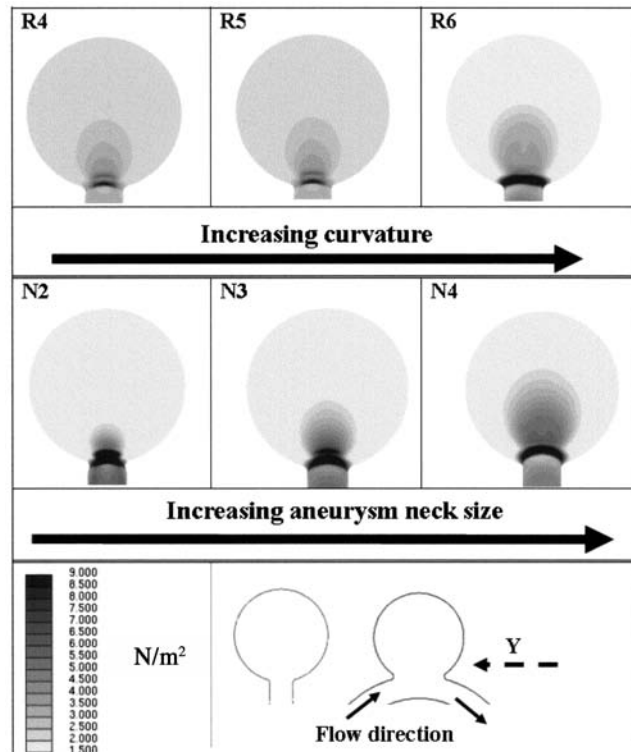 R4
R5
R6
Increasing curvature
N2
N3
N4
Increasing aneurysm neck size
9.000
8.500
8.000
7.500
7.000
6.500
6.000
5.500
5.000
4.500
4.000
3.500
3.000
2.500
2.000
1.500
N/m²
Y
Flow direction